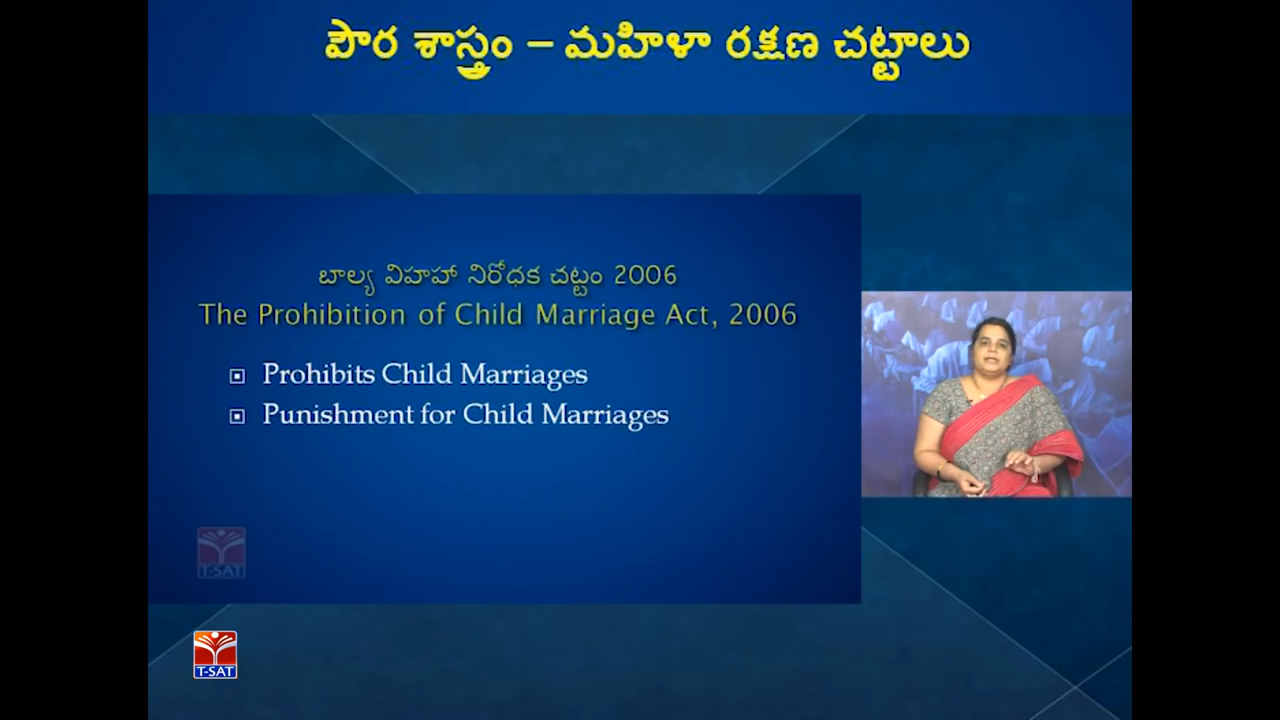 పౌర శాస్త్రం – మహిళా రక్షణ చట్టాలు
బాల్య విహహా నిరోధక చట్టం 2006
The Prohibition of Child Marriage Act, 2006
Prohibits Child Marriages
Punishment for Child Marriages
T-SAT
T-SAT